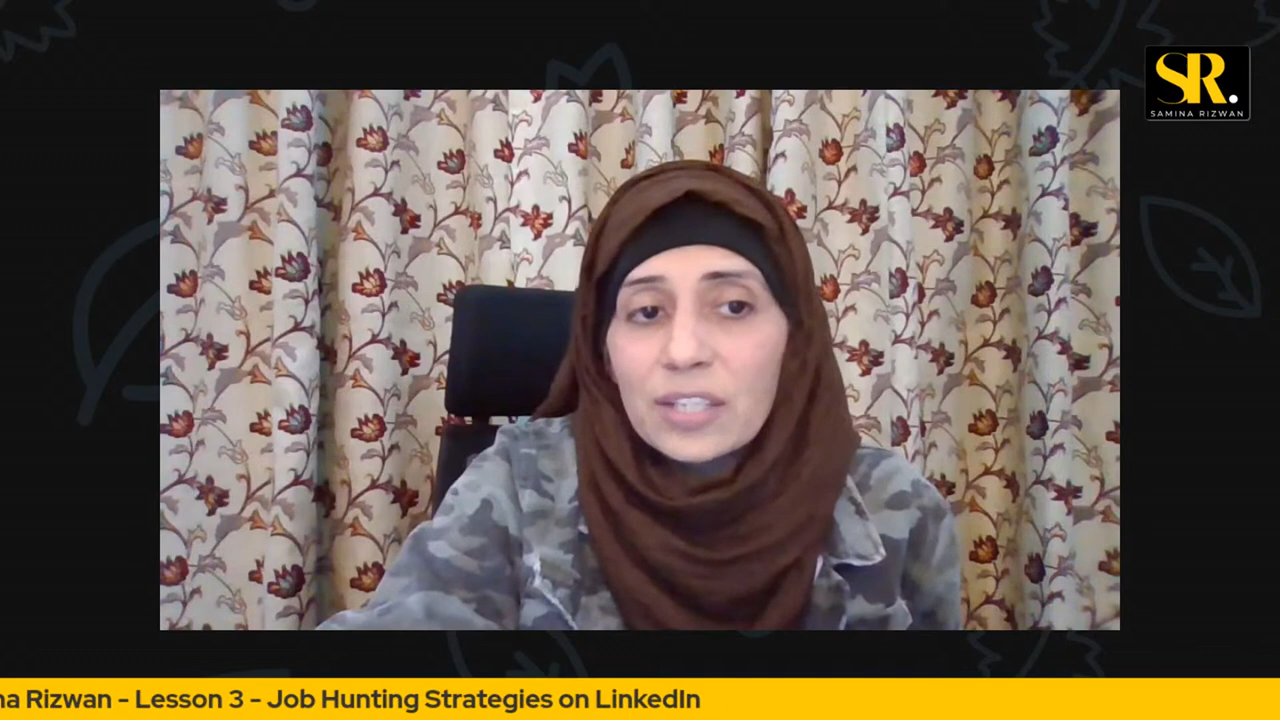 SR.
SAMINA RIZWAN
na Rizwan - Lesson 3 - Job Hunting Strategies on LinkedIn